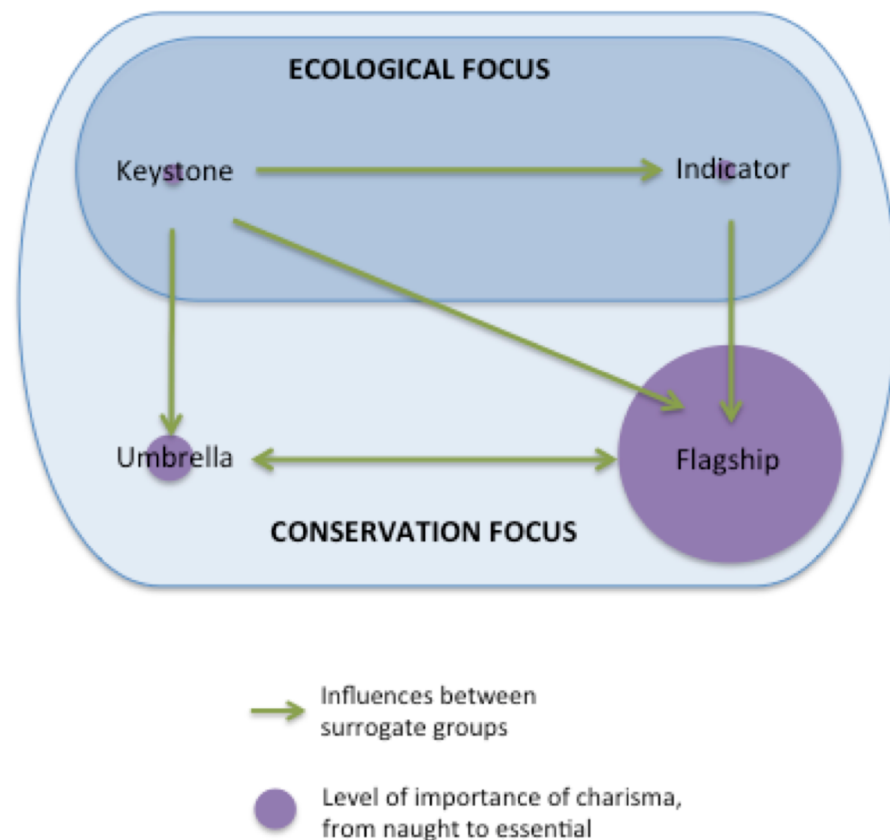 ECOLOGICAL FOCUS
Keystone
Indicator
Umbrella
Flagship
CONSERVATION FOCUS
Influences between
surrogate groups
Level of importance of charisma,
from naught to essential